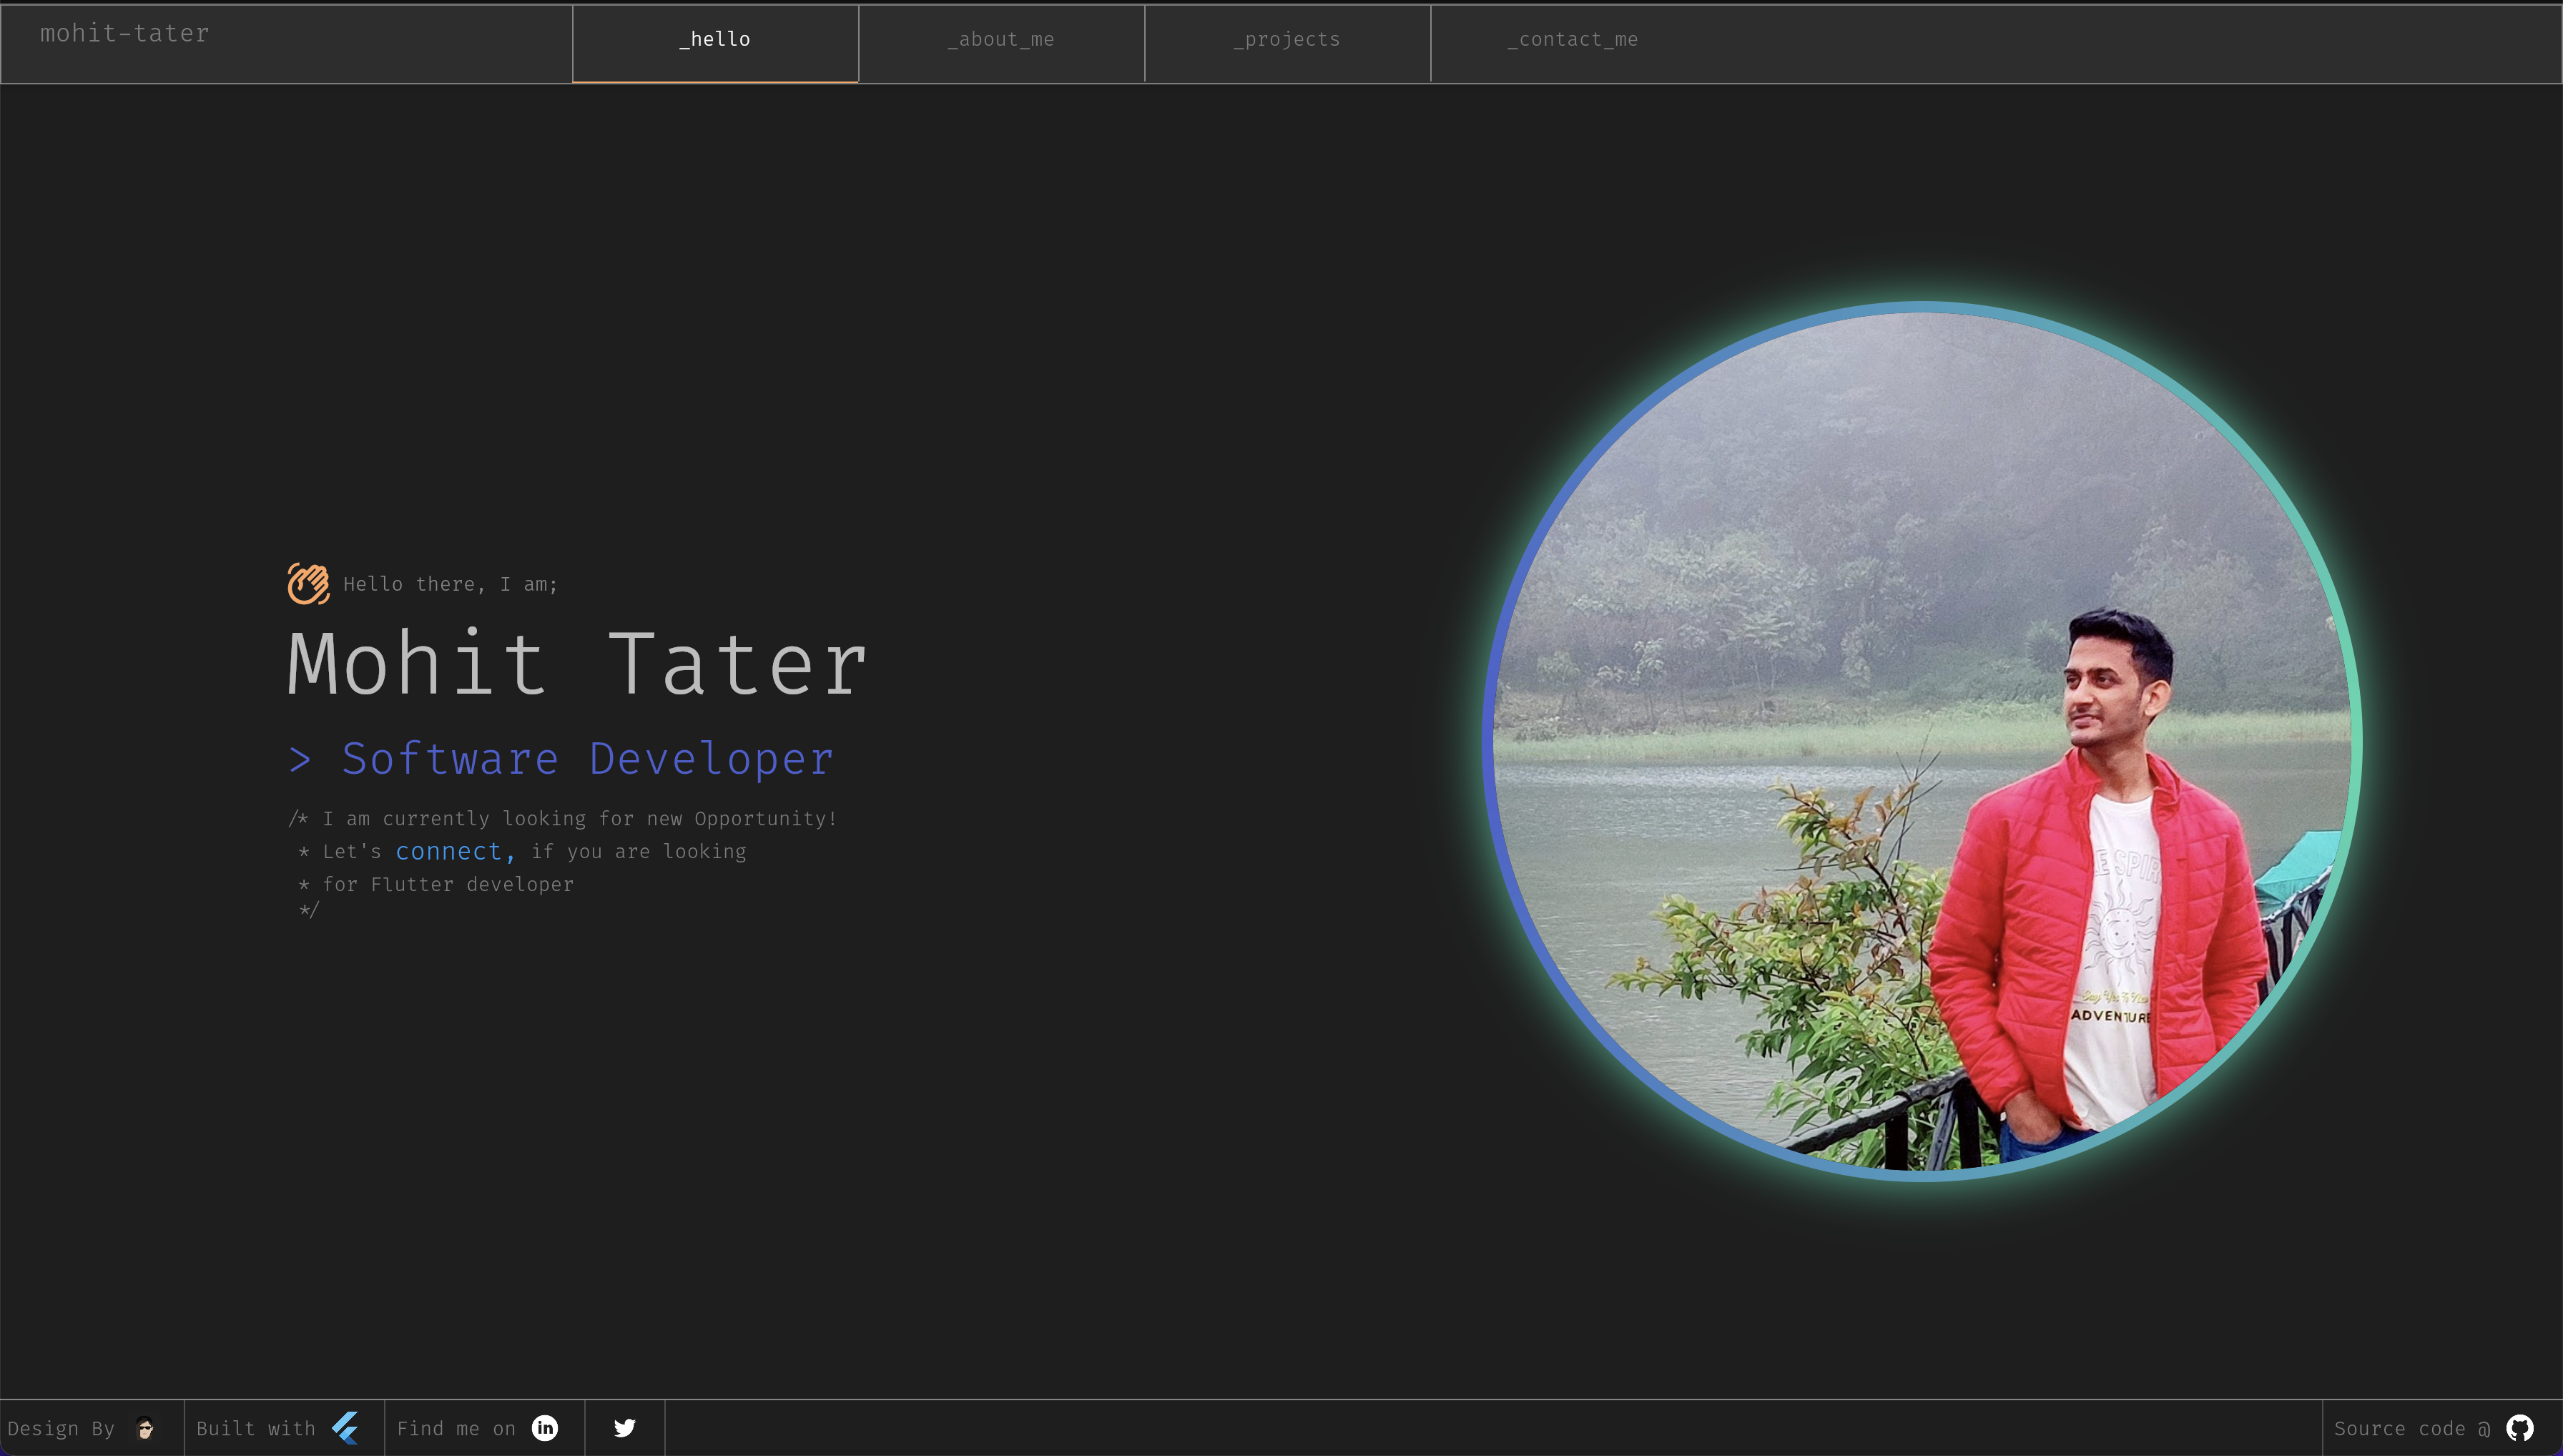 mohit-tater
_hello
_about_me
_projects
_contact_me
Hello there, I am;
Mohit Tater
> Software Developer
/* I am currently looking for new Opportunity!
* Let's connect, if you are looking
* for Flutter developer
*/
ADVENTURE
Design By
Built with
Find me on
in
Source code @